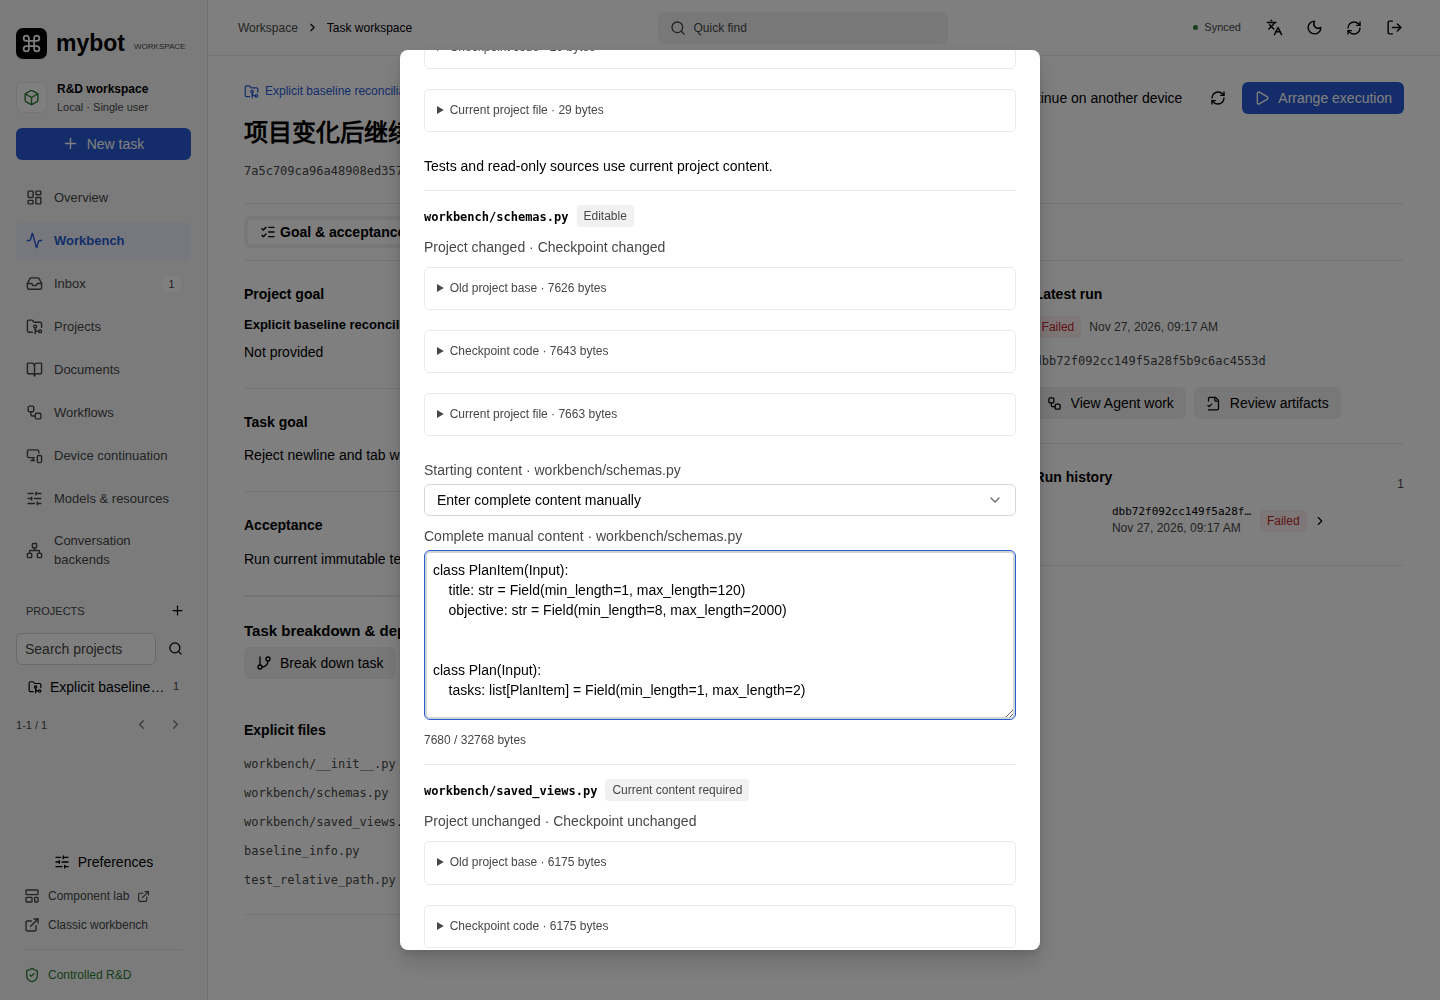 mybot WORKSPACE
R&D workspace
Local · Single user
New task
Overview
Workbench
Inbox
1
Projects
Documents
Workflows
Device continuation
Models & resources
Conversation
backends
PROJECTS
Search projects
Explicit baseline…
1
1-1 / 1
Preferences
Component lab
Classic workbench
Controlled R&D
Workspace
Task workspace
Quick find
Synced
Explicit baseline reconcilia
项目变化后继续
7a5c709ca96a48908ed357
tinue on another device
Arrange execution
Goal & acceptance
Project goal
Explicit baseline reconcil
Not provided
Task goal
Reject newline and tab w
Acceptance
Run current immutable te
Task breakdown & dep
Break down task
Explicit files
workbench/__init__.py
workbench/schemas.py
workbench/saved_views.
baseline_info.py
test_relative_path.py
Current project file · 29 bytes
Tests and read-only sources use current project content.
workbench/schemas.py Editable
Project changed · Checkpoint changed
Old project base · 7626 bytes
Checkpoint code · 7643 bytes
Current project file · 7663 bytes
Starting content · workbench/schemas.py
Enter complete content manually
Complete manual content · workbench/schemas.py
class PlanItem(Input):
    title: str = Field(min_length=1, max_length=120)
    objective: str = Field(min_length=8, max_length=2000)
class Plan(Input):
    tasks: list[PlanItem] = Field(min_length=1, max_length=2)
7680 / 32768 bytes
workbench/saved_views.py Current content required
Project unchanged · Checkpoint unchanged
Old project base · 6175 bytes
Checkpoint code · 6175 bytes
Latest run
Failed Nov 27, 2026, 09:17 AM
dbb72f092cc149f5a28f5b9c6ac4553d
View Agent work
Review artifacts
Run history
1
dbb72f092cc149f5a28f…
Nov 27, 2026, 09:17 AM
Failed